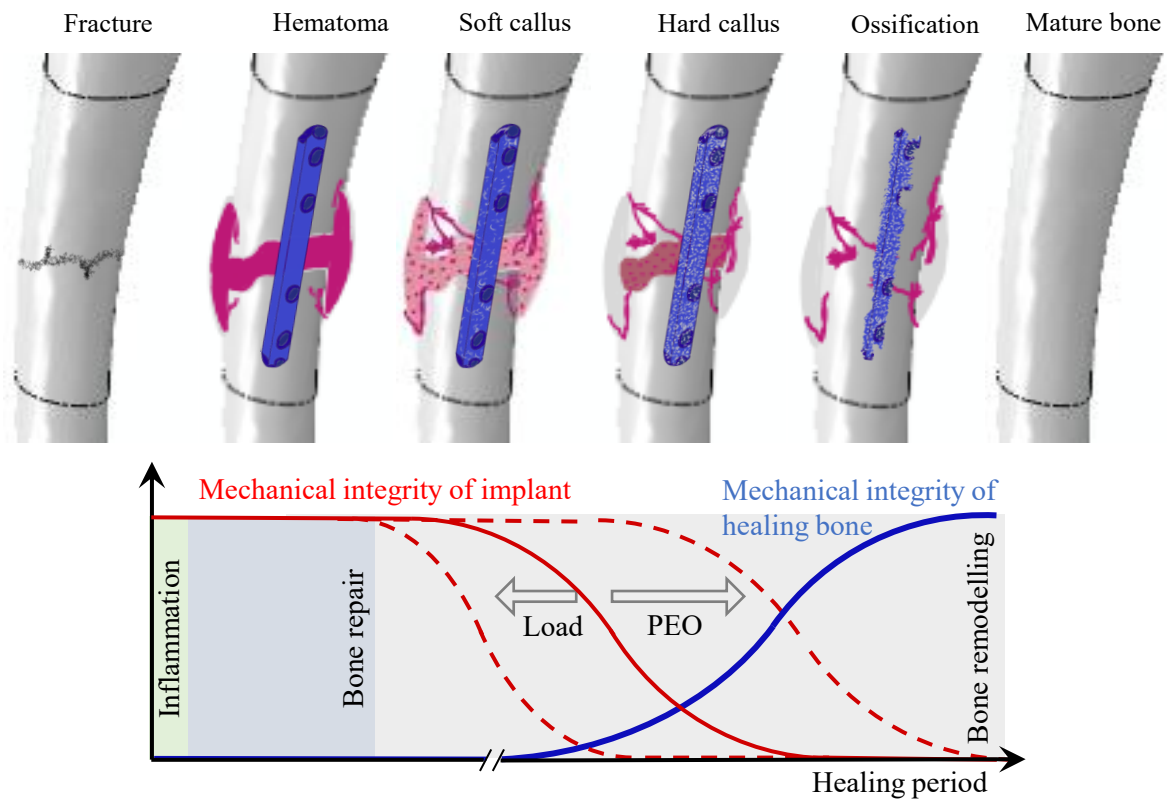 Fracture
Hematoma
Soft callus
Hard callus
Ossification
Mature bone
Mechanical integrity of implant
Mechanical integrity of
healing bone
Inflammation
Bone repair
Load
PEO
Bone remodelling
Healing period